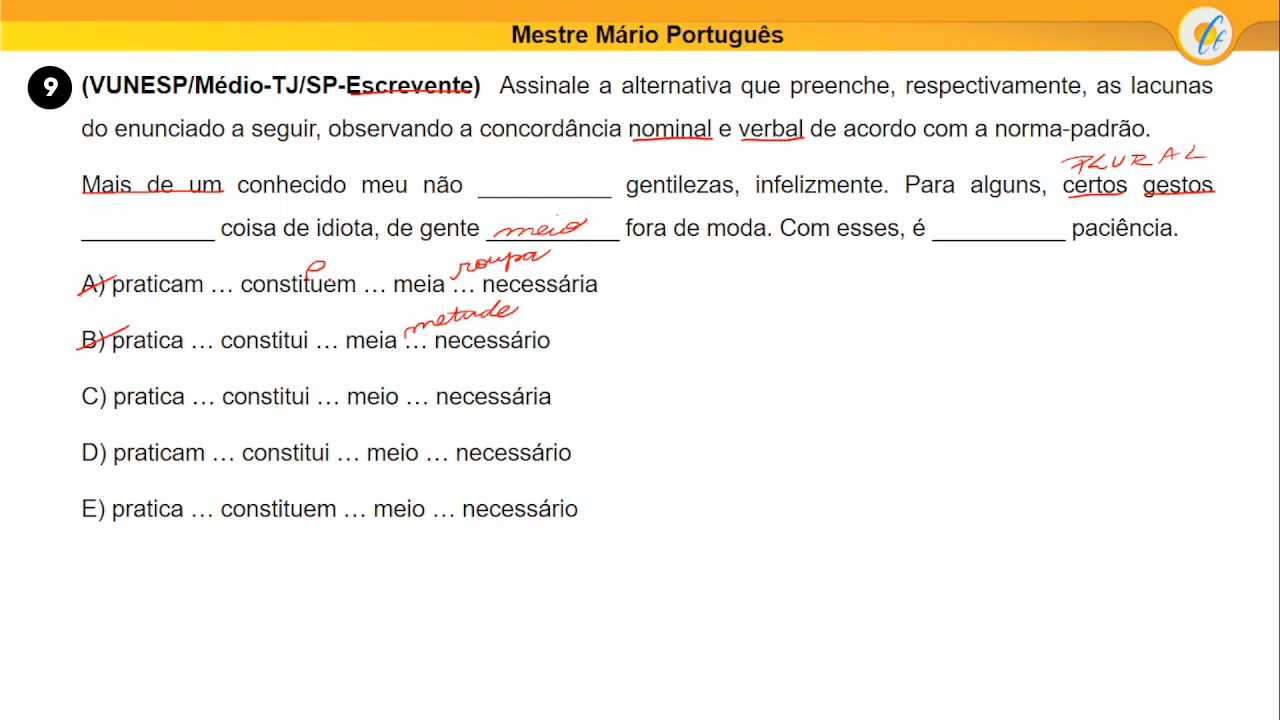 Mestre Mário Português
9 (VUNESP/Médio-TJ/SP-Escrevente) Assinale a alternativa que preenche, respectivamente, as lacunas
do enunciado a seguir, observando a concordância nominal e verbal de acordo com a norma-padrão.
PLURAL
Mais de um conhecido meu não __________ gentilezas, infelizmente. Para alguns, certos gestos
__________ coisa de idiota, de gente meio fora de moda. Com esses, é __________ paciência.
roupa
A) praticam … constituem … meia … necessária
metade
B) pratica … constitui … meia … necessário
C) pratica … constitui … meio … necessária
D) praticam … constitui … meio … necessário
E) pratica … constituem … meio … necessário